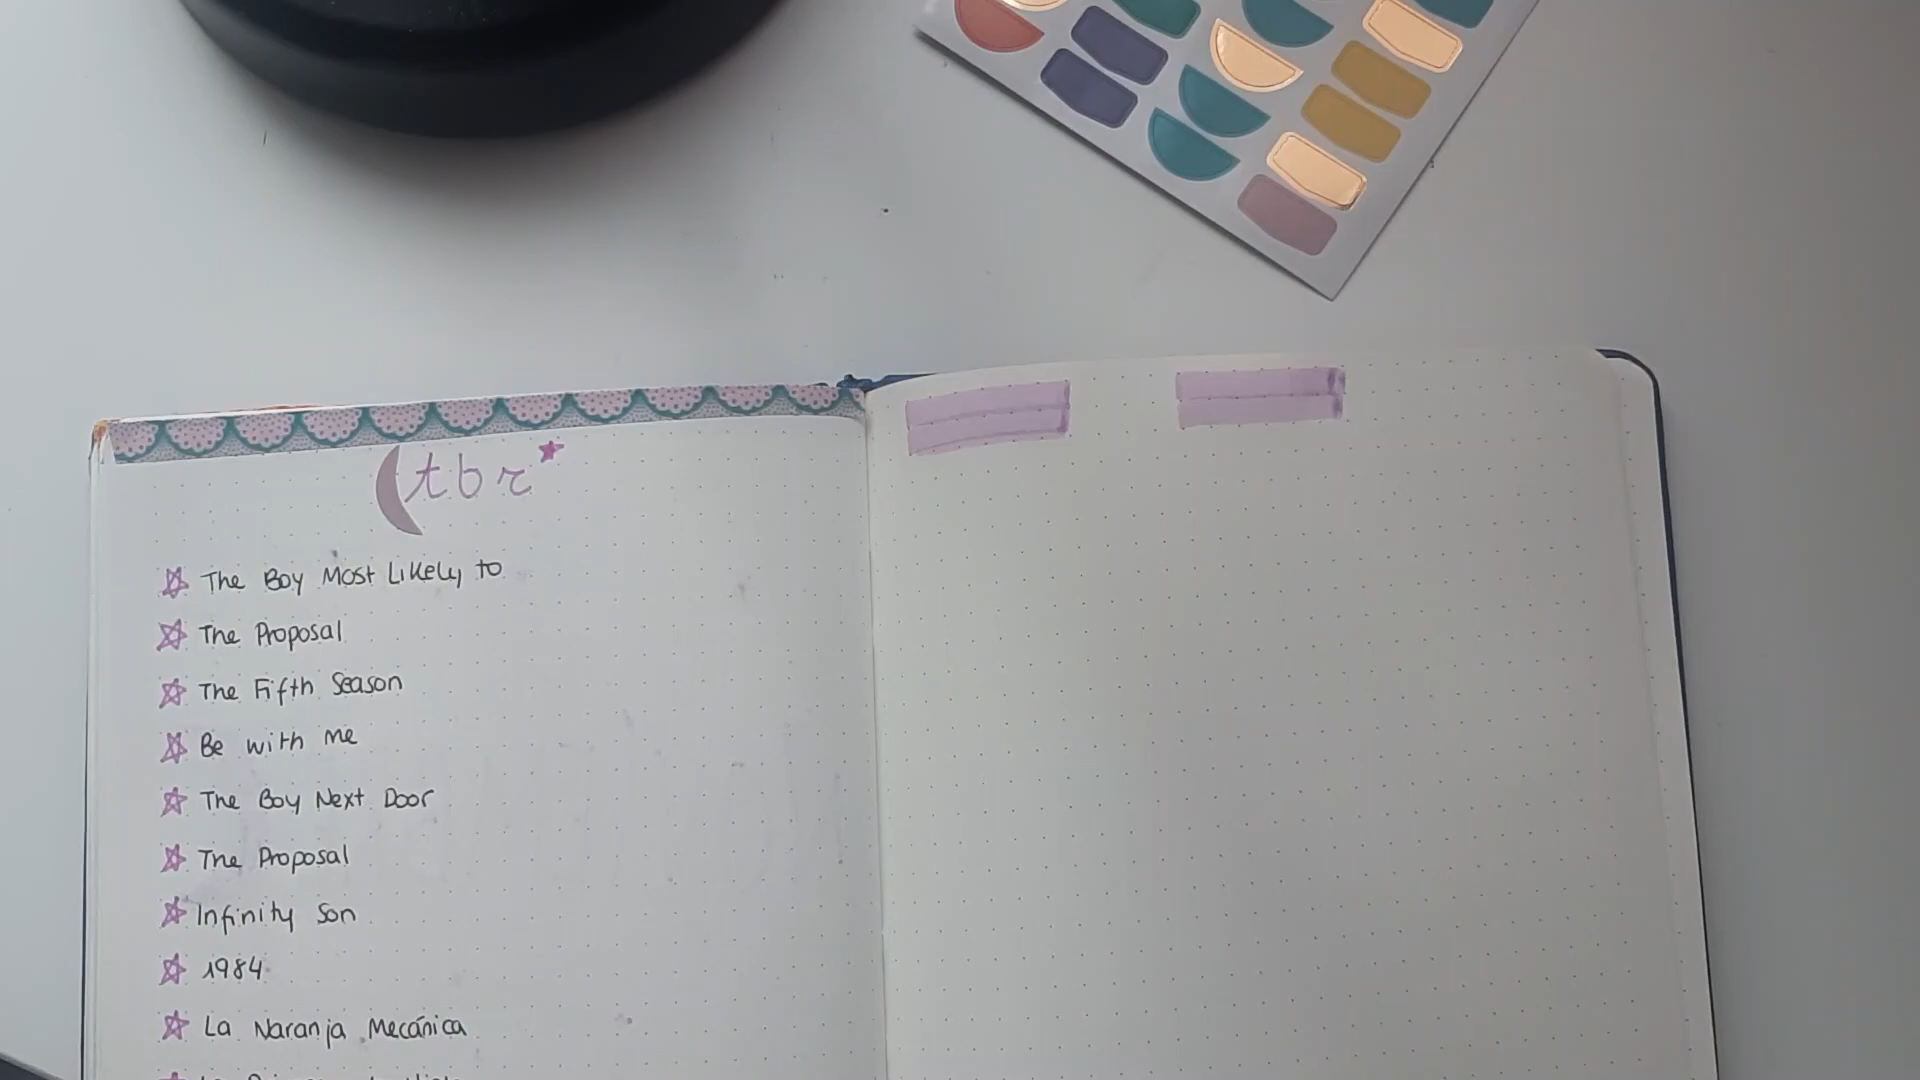 tbr
The Boy Most Likely to
The Proposal
The Fifth Season
Be with me
The Boy Next Door
The Proposal
Infinity Son
1984
La Naranja Mecánica